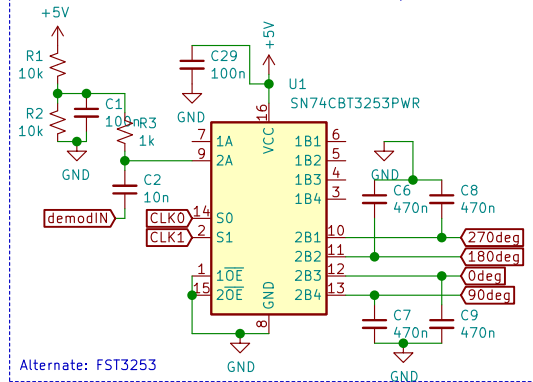 +5V
R1
10k
R2
10k
C1
100n
R3
1k
GND
C2
10n
demodIN
C29
100n
GND
+5V
U1
SN74CBT3253PWR
16
VCC
7 1A
9 2A
14 S0
2 S1
1 1OE
15 2OE
GND
8
1B1 6
1B2 5
1B3 4
1B4 3
2B1 10
2B2 11
2B3 12
2B4 13
CLK0
CLK1
GND
GND
C6
470n
C8
470n
270deg
180deg
0deg
90deg
C7
470n
C9
470n
GND
Alternate: FST3253